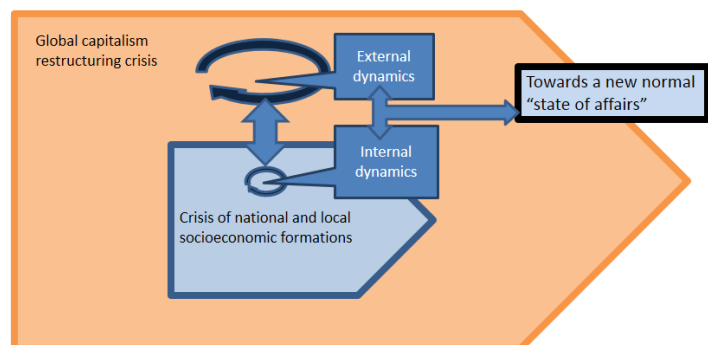 Global capitalism
restructuring crisis
External
dynamics
Towards a new normal
“state of affairs”
Internal
dynamics
Crisis of national and local
socioeconomic formations